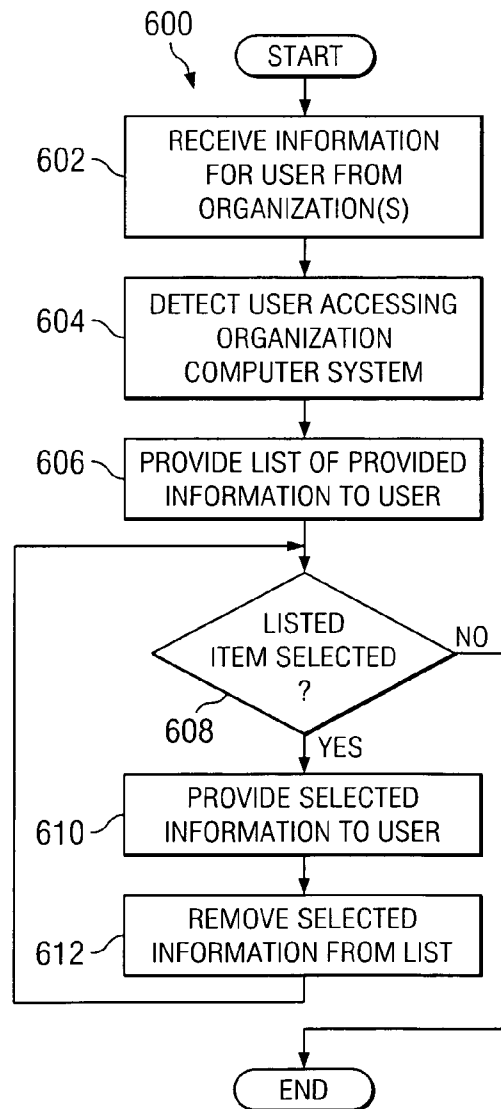 600
START
602
RECEIVE INFORMATION
FOR USER FROM
ORGANIZATION(S)
604
DETECT USER ACCESSING
ORGANIZATION
COMPUTER SYSTEM
606
PROVIDE LIST OF PROVIDED
INFORMATION TO USER
LISTED
ITEM SELECTED
?
NO
608
YES
610
PROVIDE SELECTED
INFORMATION TO USER
612
REMOVE SELECTED
INFORMATION FROM LIST
END